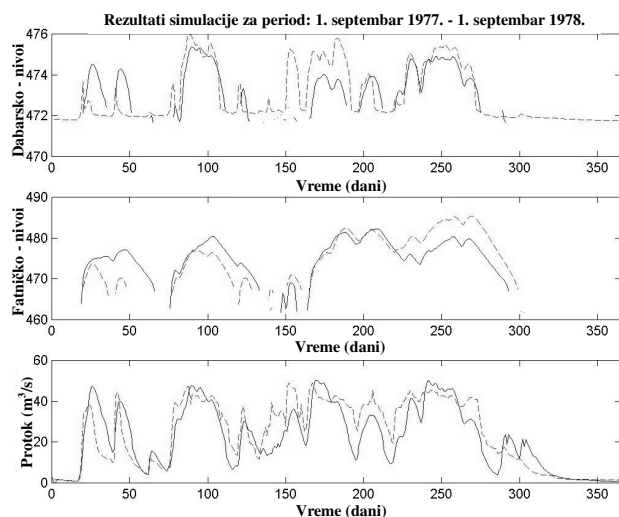 Rezultati simulacije za period: 1. septembar 1977. - 1. septembar 1978.
476
474
472
470
Dabarsko - nivoi
0 50 100 150 200 250 300 350
Vreme (dani)
490
480
470
460
Fatničko - nivoi
0 50 100 150 200 250 300 350
Vreme (dani)
60
40
20
0
Protok (m³/s)
0 50 100 150 200 250 300 350
Vreme (dani)